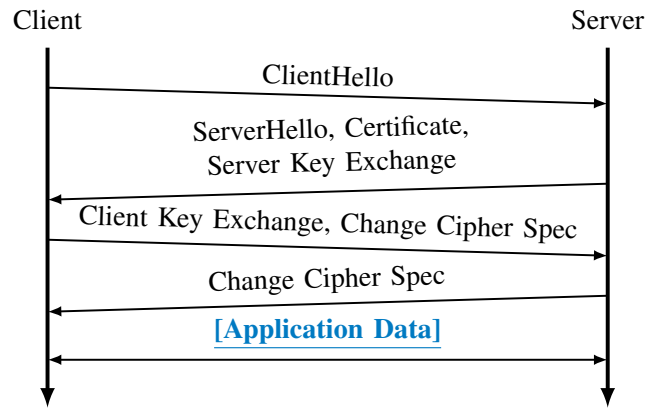 Client
Server
ClientHello
ServerHello, Certificate,
Server Key Exchange
Client Key Exchange, Change Cipher Spec
Change Cipher Spec
[Application Data]